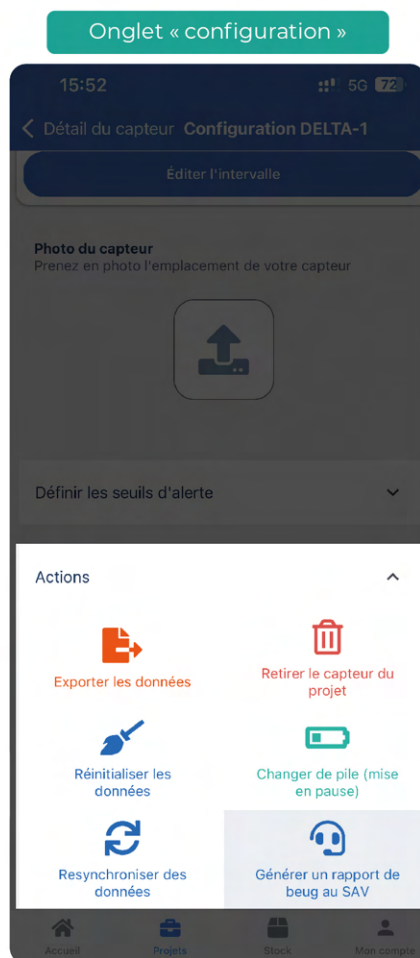 Onglet « configuration »
15:52
5G 72
Détail du capteur Configuration DELTA-1
Éditer l'intervalle
Photo du capteur
Prenez en photo l'emplacement de votre capteur
Définir les seuils d'alerte
Actions
Exporter les données
Retirer le capteur du
projet
Réinitialiser les
données
Changer de pile (mise
en pause)
Resynchroniser des
données
Générer un rapport de
beug au SAV
Accueil
Projets
Stock
Mon compte